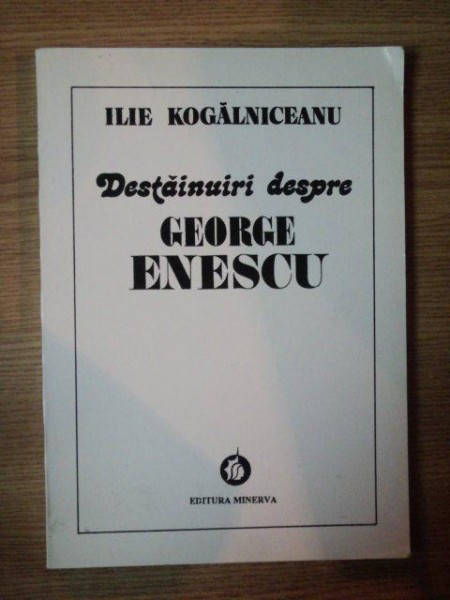 ILIE KOGĂLNICEANU
Destăinuiri despre
GEORGE
ENESCU
EDITURA MINERVA